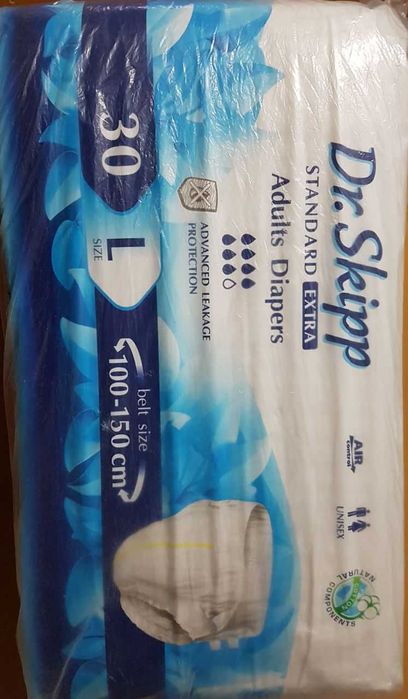 Dr. Skipp
STANDARD EXTRA
Adults Diapers
ADVANCED LEAKAGE
PROTECTION
AIR
control
UNISEX
NATURAL
COTTON
COMPONENTS
30
L
SIZE
belt size
100-150 cm